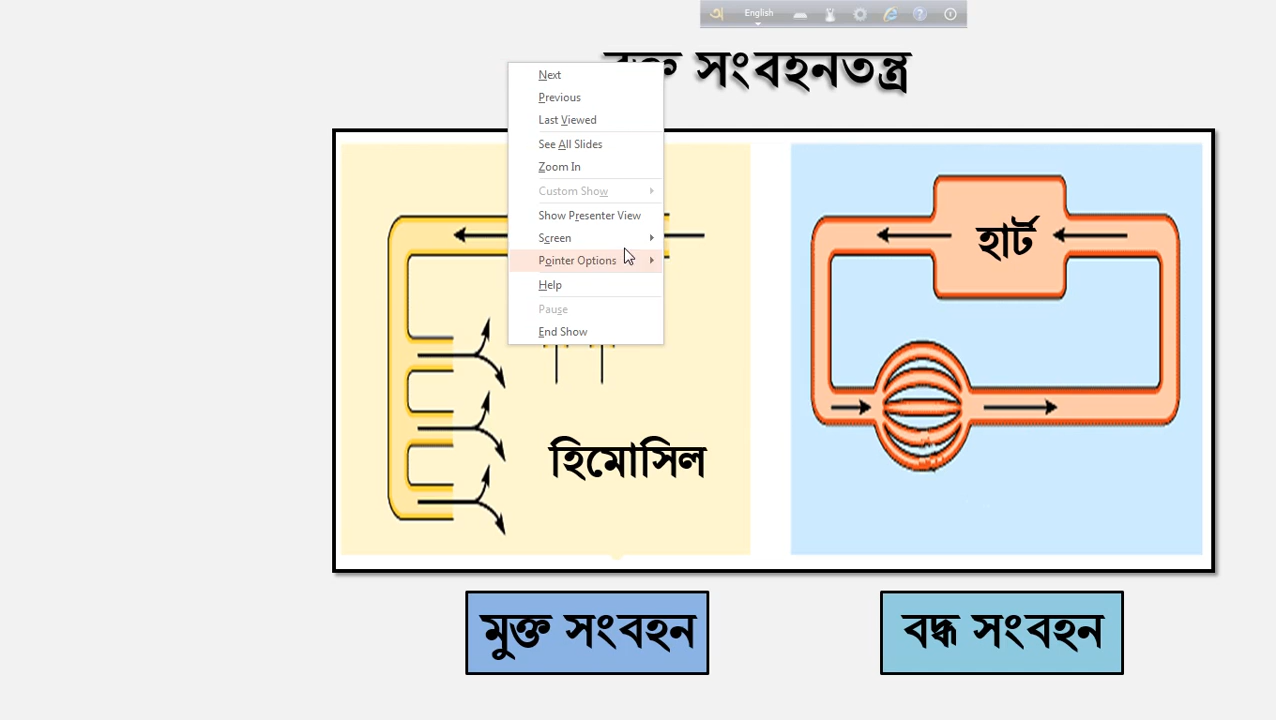 English
সংবহনতন্ত্র
Next
Previous
Last Viewed
See All Slides
Zoom In
Custom Show
Show Presenter View
Screen
Pointer Options
Help
Pause
End Show
হার্ট
হিমোসিল
মুক্ত সংবহন
বদ্ধ সংবহন